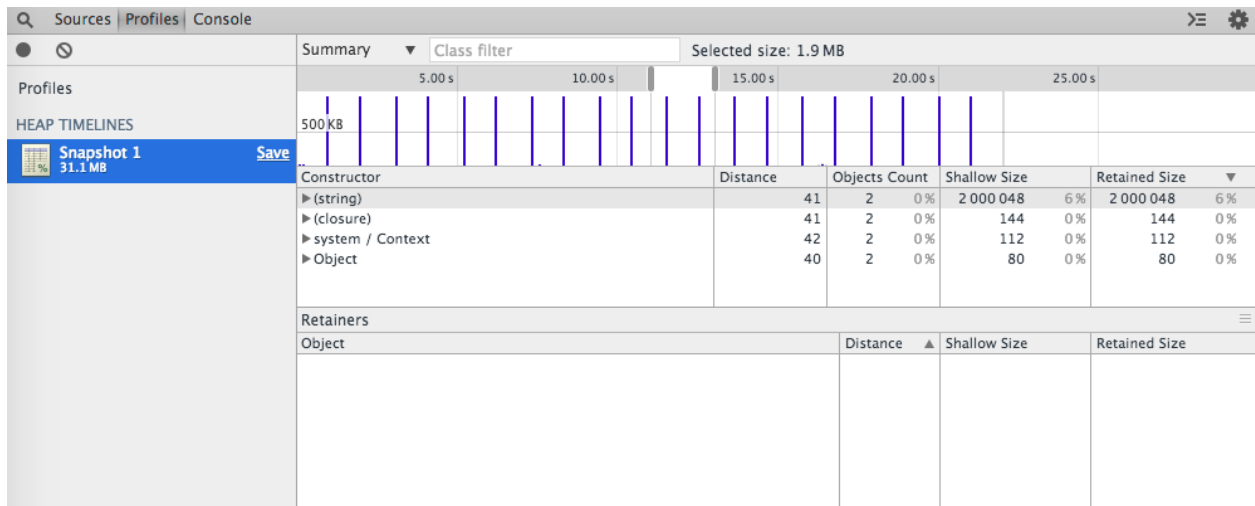 Sources Profiles Console
Summary ▼ Class filter Selected size: 1.9 MB
Profiles
HEAP TIMELINES
Snapshot 1 Save
31.1 MB
5.00 s 10.00 s 15.00 s 20.00 s 25.00 s
500 KB
Constructor Distance Objects Count Shallow Size Retained Size ▼
▶(string) 41 2 0% 2 000 048 6% 2 000 048 6%
▶(closure) 41 2 0% 144 0% 144 0%
▶system / Context 42 2 0% 112 0% 112 0%
▶Object 40 2 0% 80 0% 80 0%
Retainers
Object Distance ▲ Shallow Size Retained Size